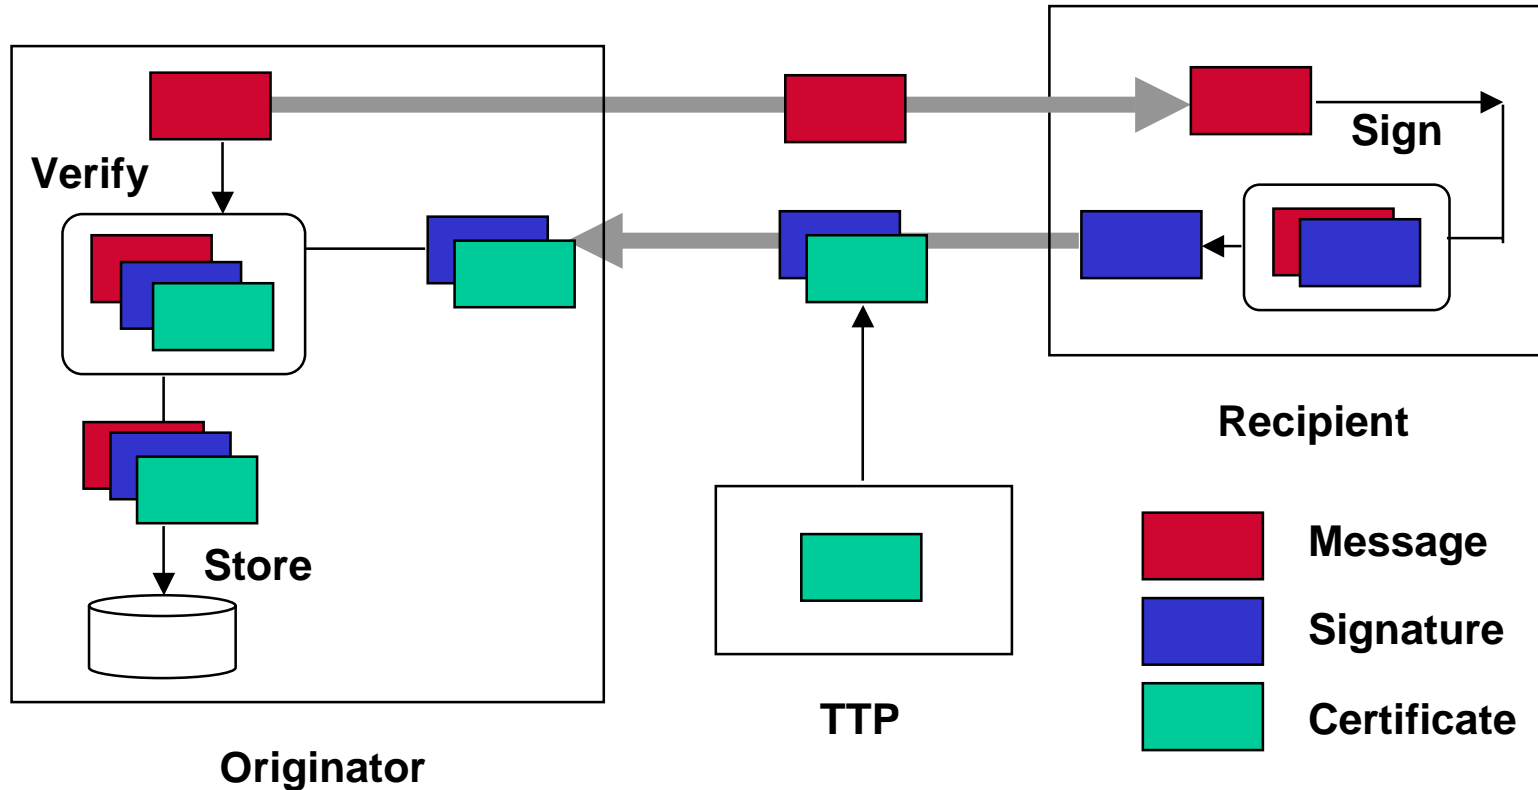 Sign
Verify
Recipient
Message
Store
Signature
TTP
Certificate
Originator